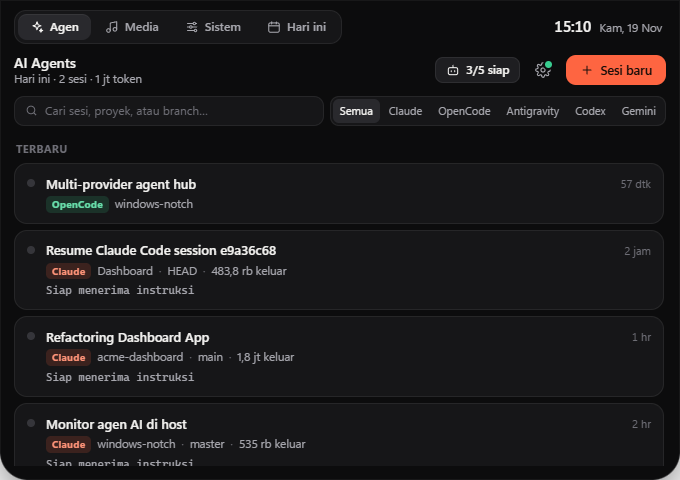 Agen Media Sistem Hari ini 15:10 Kam, 19 Nov
AI Agents
Hari ini · 2 sesi · 1 jt token
3/5 siap
Sesi baru
Cari sesi, proyek, atau branch...
Semua Claude OpenCode Antigravity Codex Gemini
TERBARU
Multi-provider agent hub 57 dtk
OpenCode windows-notch
Resume Claude Code session e9a36c68 2 jam
Claude Dashboard · HEAD · 483,8 rb keluar
Siap menerima instruksi
Refactoring Dashboard App 1 hr
Claude acme-dashboard · main · 1,8 jt keluar
Siap menerima instruksi
Monitor agen AI di host 2 hr
Claude windows-notch · master · 535 rb keluar
Siap menerima instruksi